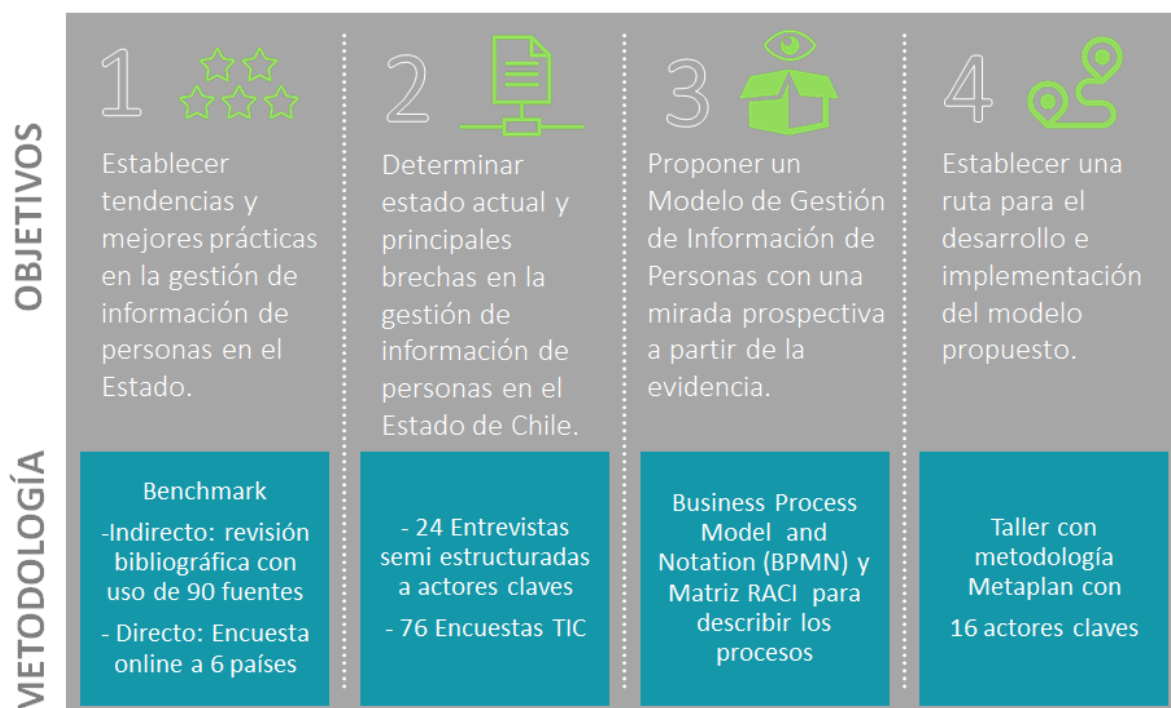 OBJETIVOS
1
Establecer
tendencias y
mejores prácticas
en la gestión de
información de
personas en el
Estado.
2
Determinar
estado actual y
principales
brechas en la
gestión de
información de
personas en el
Estado de Chile.
3
Proponer un
Modelo de Gestión
de Información de
Personas con una
mirada prospectiva
a partir de la
evidencia.
4
Establecer una
ruta para el
desarrollo e
implementación
del modelo
propuesto.
METODOLOGÍA
Benchmark
-Indirecto: revisión
bibliográfica con
uso de 90 fuentes
- Directo: Encuesta
online a 6 países
- 24 Entrevistas
semi estructuradas
a actores claves
- 76 Encuestas TIC
Business Process
Model and
Notation (BPMN) y
Matriz RACI para
describir los
procesos
Taller con
metodología
Metaplan con
16 actores claves